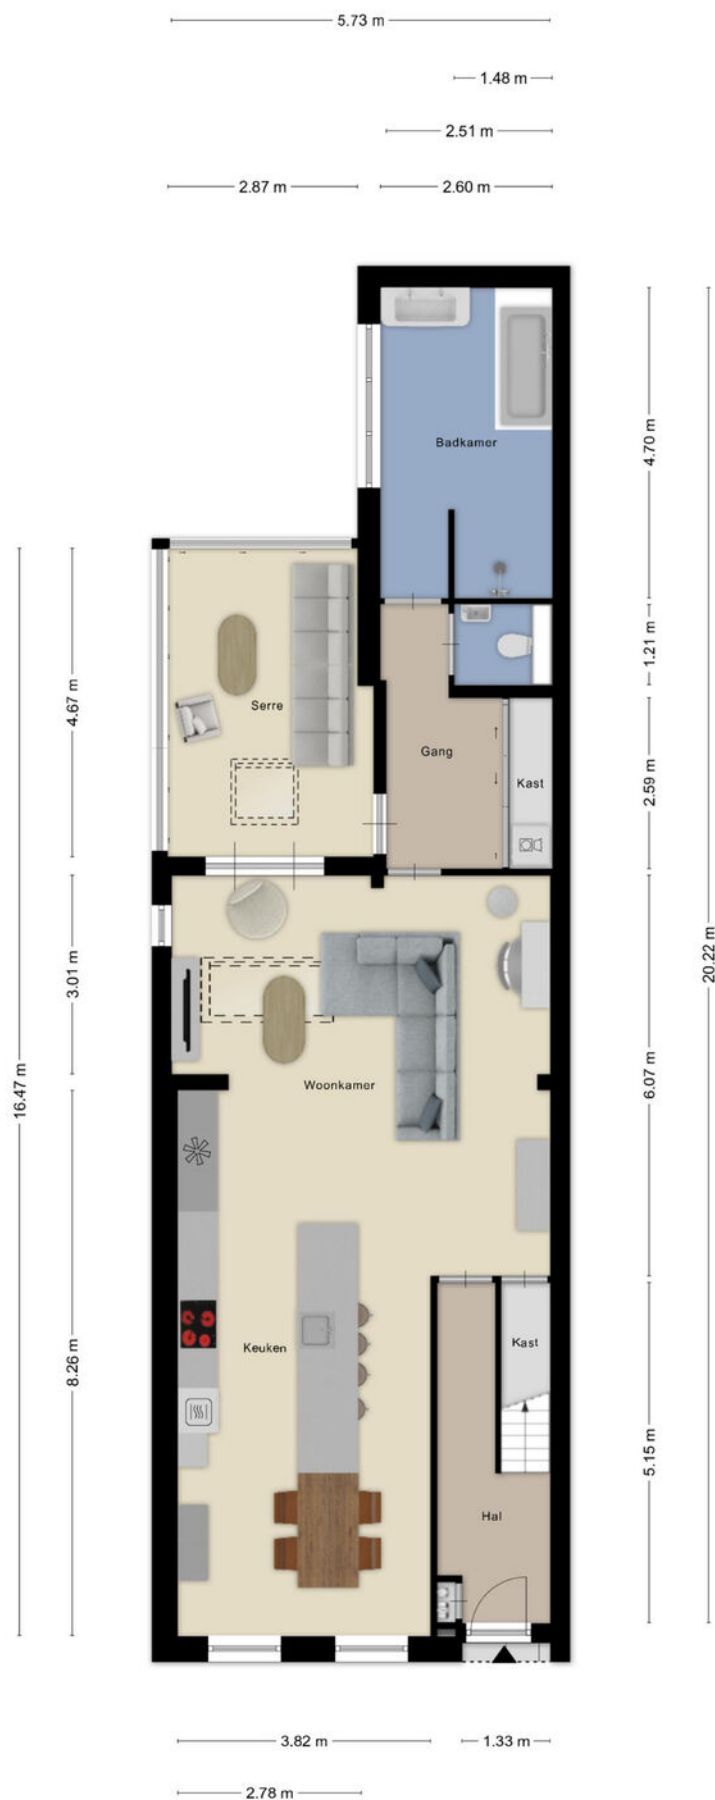 5.73 m
1.48 m
2.51 m
2.87 m
2.60 m
4.70 m
Badkamer
1.21 m
4.67 m
Serre
Gang
2.59 m
Kast
20.22 m
3.01 m
16.47 m
6.07 m
Woonkamer
8.26 m
Keuken
Kast
5.15 m
Hal
3.82 m
1.33 m
2.78 m